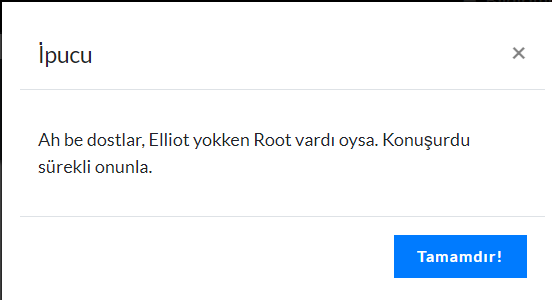 İpucu
×
Ah be dostlar, Elliot yokken Root vardı oysa. Konuşurdu
sürekli onunla.
Tamamdır!